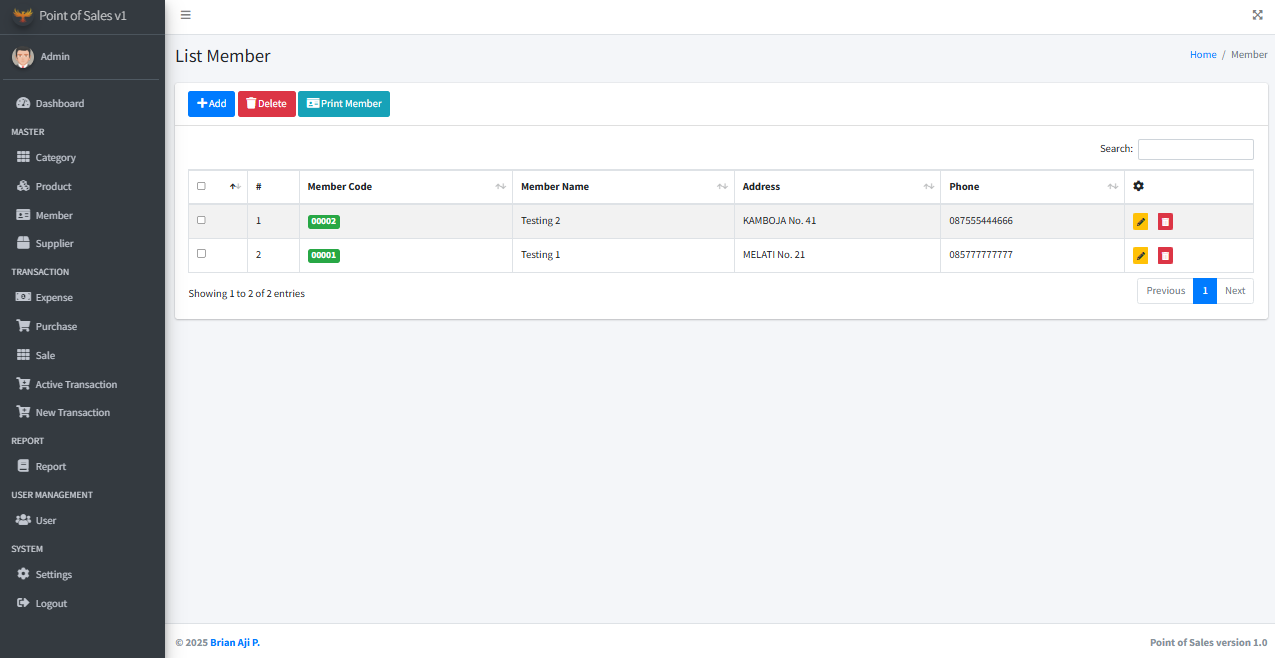 Point of Sales v1
Admin
Dashboard
MASTER
Category
Product
Member
Supplier
TRANSACTION
Expense
Purchase
Sale
Active Transaction
New Transaction
REPORT
Report
USER MANAGEMENT
User
SYSTEM
Settings
Logout
List Member
Home / Member
Add Delete Print Member
Search:
# Member Code Member Name Address Phone
1 00002 Testing 2 KAMBOJA No. 41 087555444666
2 00001 Testing 1 MELATI No. 21 085777777777
Showing 1 to 2 of 2 entries
Previous 1 Next
© 2025 Brian Aji P.
Point of Sales version 1.0